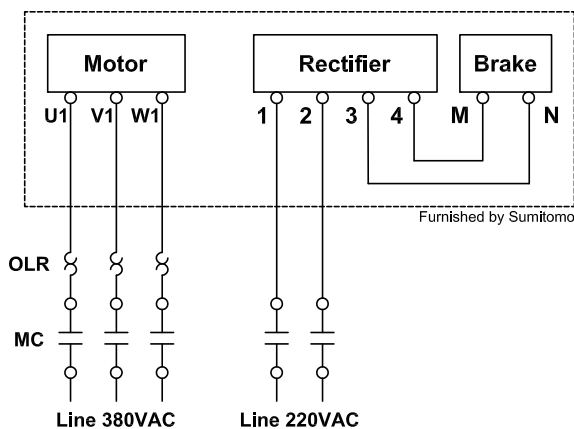 Motor Rectifier Brake
U1 V1 W1 1 2 3 4 M N
Furnished by Sumitomo
OLR
MC
Line 380VAC Line 220VAC